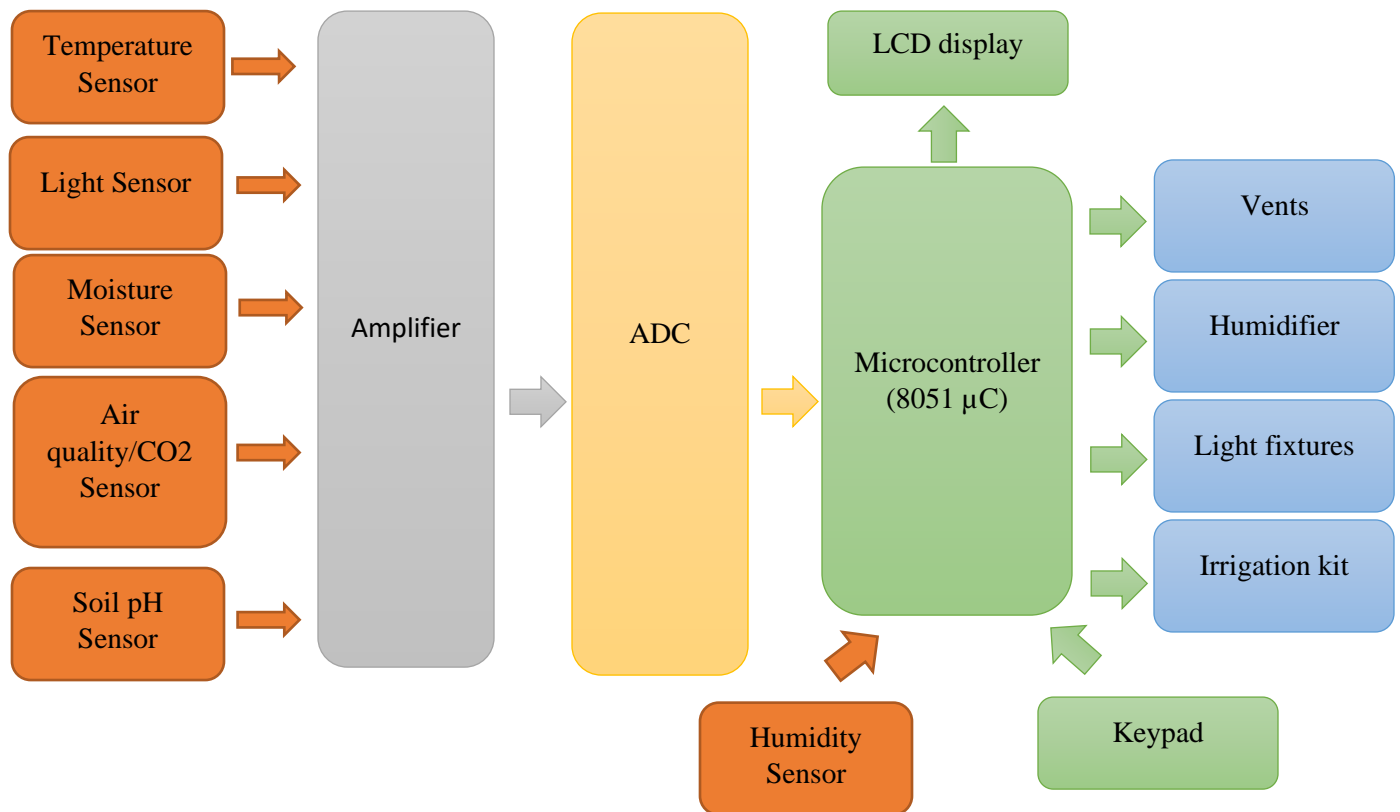 Temperature
Sensor
Light Sensor
Moisture
Sensor
Air
quality/CO2
Sensor
Soil pH
Sensor
Amplifier
ADC
LCD display
Microcontroller
(8051 µC)
Vents
Humidifier
Light fixtures
Irrigation kit
Humidity
Sensor
Keypad